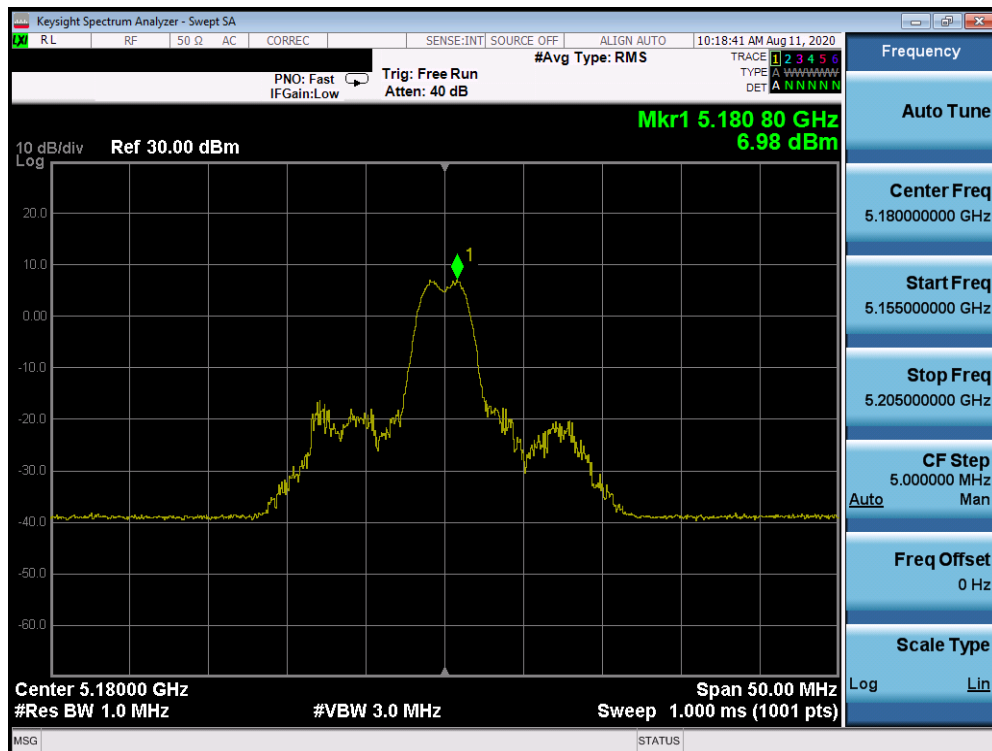 Keysight Spectrum Analyzer - Swept SA
LXI RL RF 50 Ω AC CORREC SENSE:INT SOURCE OFF ALIGN AUTO 10:18:41 AM Aug 11, 2020
#Avg Type: RMS
TRACE 1 2 3 4 5 6
TYPE A WWWWW
DET A N N N N N
PNO: Fast
IFGain:Low
Trig: Free Run
Atten: 40 dB
Mkr1 5.180 80 GHz
6.98 dBm
10 dB/div
Log
Ref 30.00 dBm
20.0
10.0
0.00
-10.0
-20.0
-30.0
-40.0
-50.0
-60.0
1
Center 5.18000 GHz
Span 50.00 MHz
#Res BW 1.0 MHz
#VBW 3.0 MHz
Sweep 1.000 ms (1001 pts)
MSG
STATUS
Frequency
Auto Tune
Center Freq
5.180000000 GHz
Start Freq
5.155000000 GHz
Stop Freq
5.205000000 GHz
CF Step
5.000000 MHz
Auto Man
Freq Offset
0 Hz
Scale Type
Log Lin